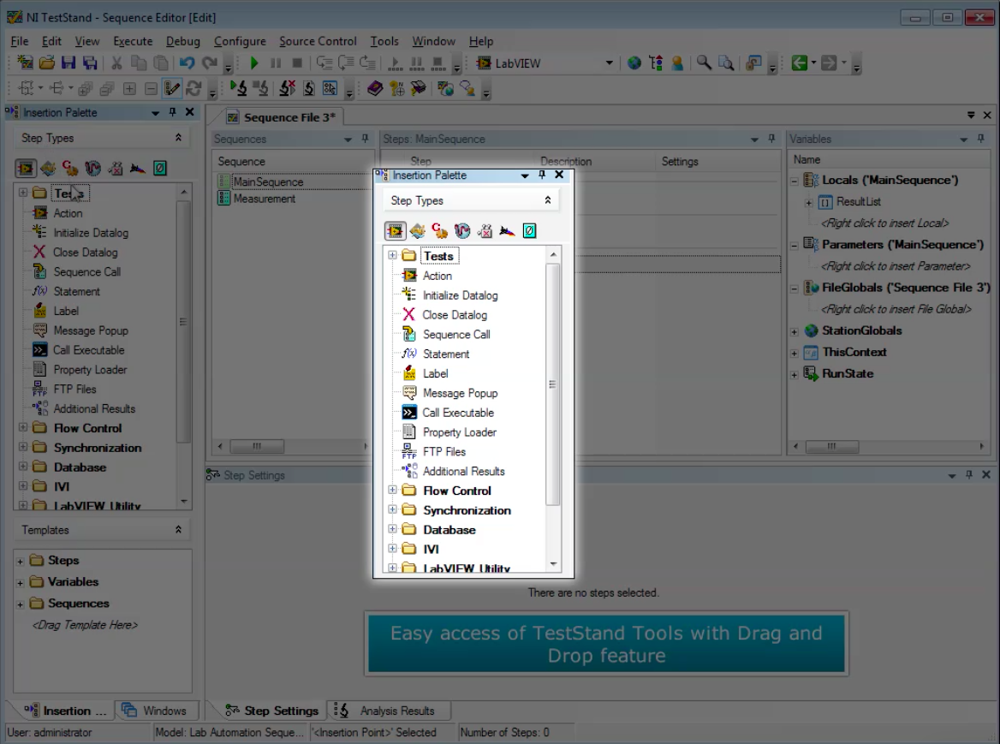 NI TestStand - Sequence Editor [Edit]
File Edit View Execute Debug Configure Source Control Tools Window Help
LabVIEW
Insertion Palette
Step Types
Tests
Action
Initialize Datalog
Close Datalog
Sequence Call
Statement
Label
Message Popup
Call Executable
Property Loader
FTP Files
Additional Results
Flow Control
Synchronization
Database
IVI
LabVIEW Utility
Templates
Steps
Variables
Sequences
<Drag Template Here>
Insertion ... Windows
Sequence File 3*
Sequences
Sequence
MainSequence
Measurement
Steps: MainSequence
Step Description Settings
Insertion Palette
Step Types
Tests
Action
Initialize Datalog
Close Datalog
Sequence Call
Statement
Label
Message Popup
Call Executable
Property Loader
FTP Files
Additional Results
Flow Control
Synchronization
Database
IVI
LabVIEW Utility
Variables
Name
Locals ('MainSequence')
ResultList
<Right click to insert Local>
Parameters ('MainSequence')
<Right click to insert Parameter>
FileGlobals ('Sequence File 3')
<Right click to insert File Global>
StationGlobals
ThisContext
RunState
Step Settings
There are no steps selected.
Easy access of TestStand Tools with Drag and
Drop feature
Step Settings Analysis Results
User: administrator Model: Lab Automation Seque... '<Insertion Point>' Selected Number of Steps: 0